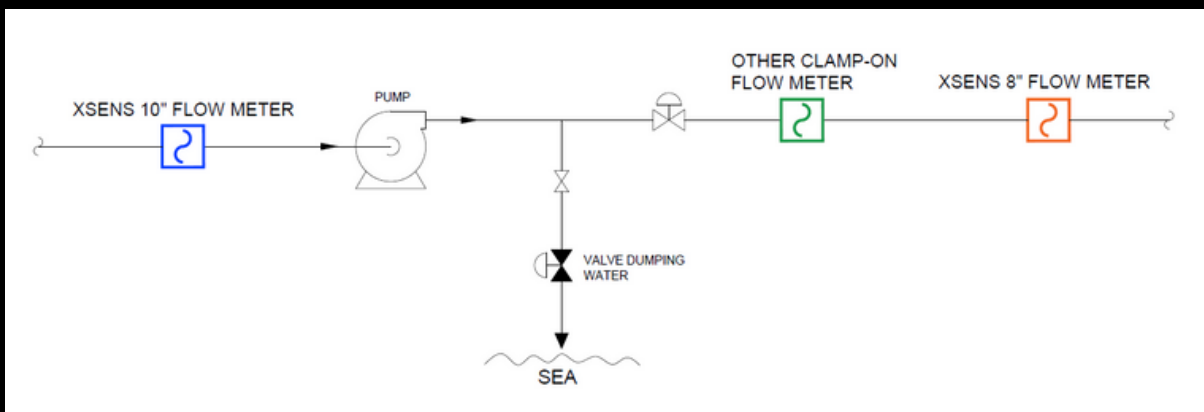 XSENS 10" FLOW METER
PUMP
OTHER CLAMP-ON
FLOW METER
XSENS 8" FLOW METER
VALVE DUMPING
WATER
SEA